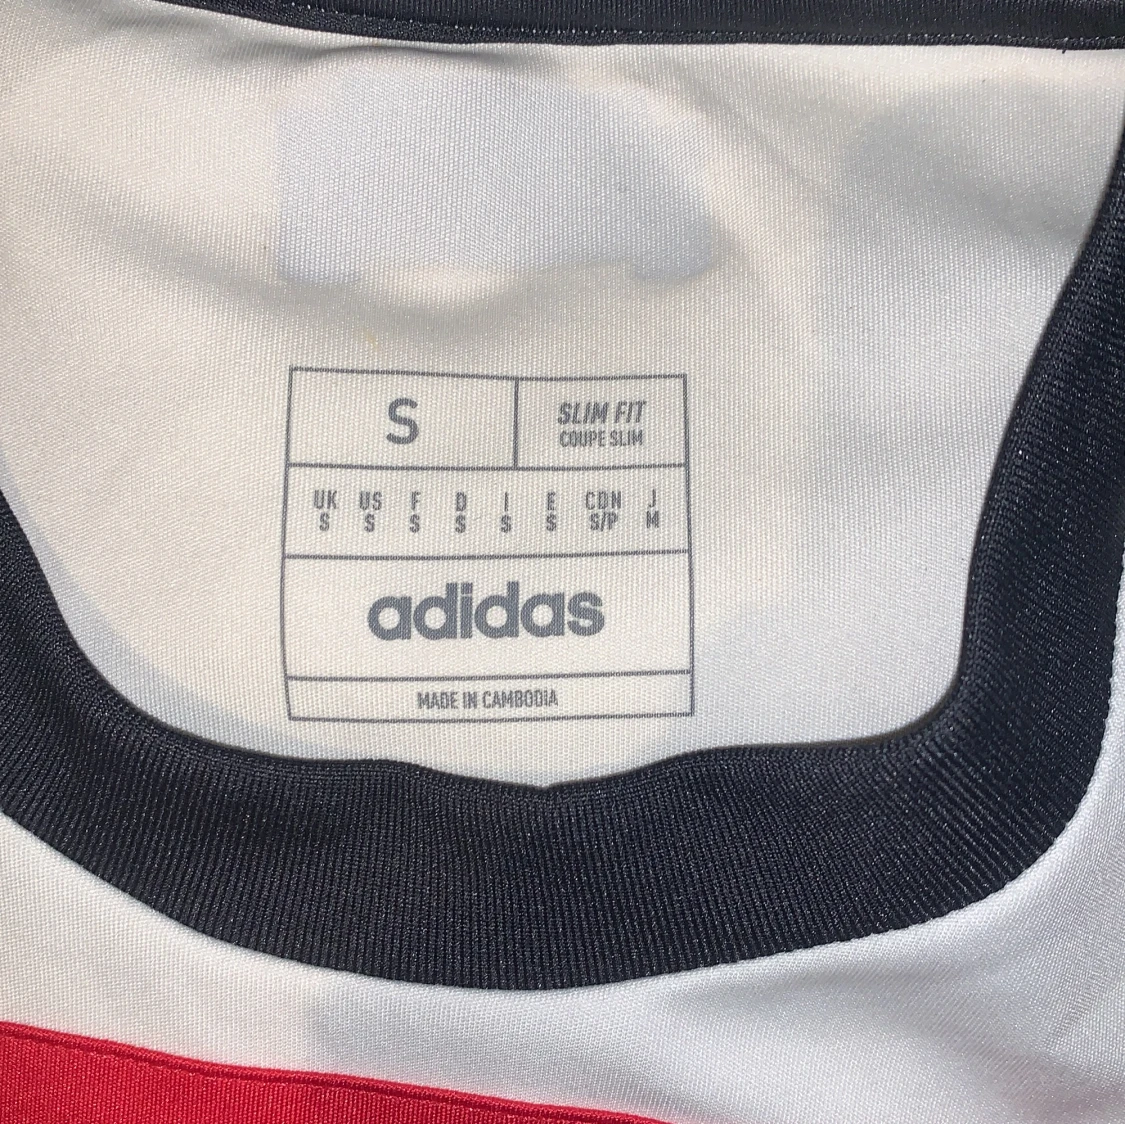 S
SLIM FIT
COUPE SLIM
UK US F D I E CDN J
S S S S S S S/P M
adidas
MADE IN CAMBODIA